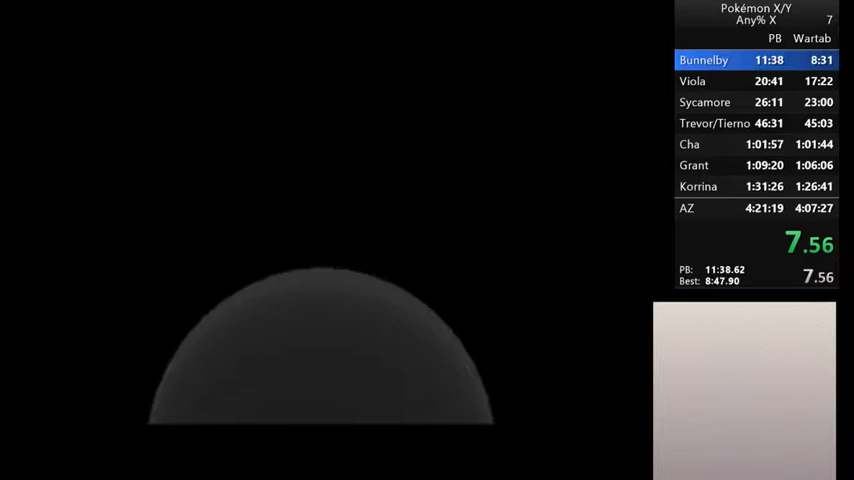 Pokémon X/Y
Any% X 7
PB Wartab
Bunnelby 11:38 8:31
Viola 20:41 17:22
Sycamore 26:11 23:00
Trevor/Tierno 46:31 45:03
Cha 1:01:57 1:01:44
Grant 1:09:20 1:06:06
Korrina 1:31:26 1:26:41
AZ 4:21:19 4:07:27
7.56
PB: 11:38.62
Best: 8:47.90
7.56